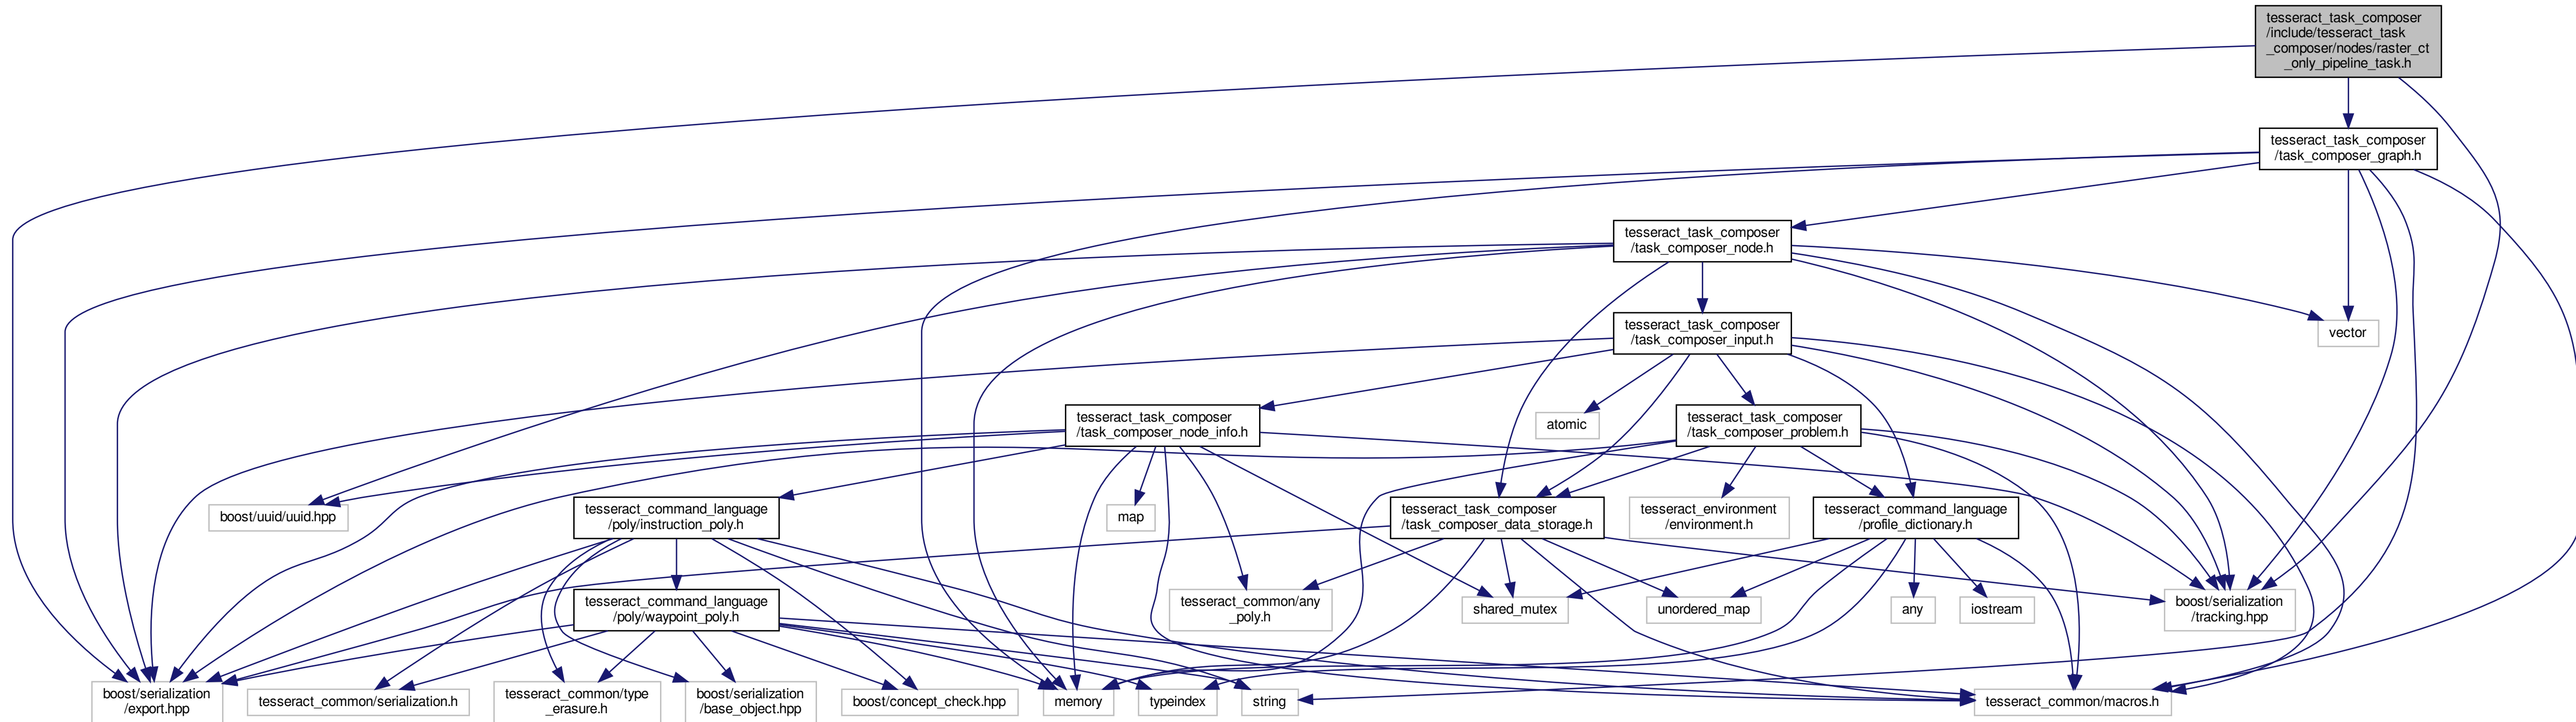 tesseract_task_composer
/include/tesseract_task
_composer/nodes/raster_ct
_only_pipeline_task.h
tesseract_task_composer
/task_composer_graph.h
tesseract_task_composer
/task_composer_node.h
tesseract_task_composer
/task_composer_input.h
vector
tesseract_task_composer
/task_composer_node_info.h
atomic
tesseract_task_composer
/task_composer_problem.h
boost/uuid/uuid.hpp
tesseract_command_language
/poly/instruction_poly.h
map
tesseract_task_composer
/task_composer_data_storage.h
tesseract_environment
/environment.h
tesseract_command_language
/profile_dictionary.h
tesseract_command_language
/poly/waypoint_poly.h
tesseract_common/any
_poly.h
shared_mutex
unordered_map
any
iostream
boost/serialization
/tracking.hpp
boost/serialization
/export.hpp
tesseract_common/serialization.h
tesseract_common/type
_erasure.h
boost/serialization
/base_object.hpp
boost/concept_check.hpp
memory
typeindex
string
tesseract_common/macros.h